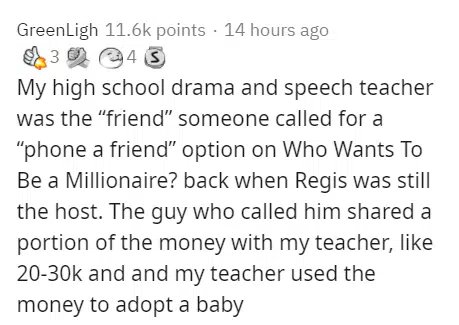 GreenLigh 11.6k points · 14 hours ago
3 4 S
My high school drama and speech teacher
was the “friend” someone called for a
“phone a friend” option on Who Wants To
Be a Millionaire? back when Regis was still
the host. The guy who called him shared a
portion of the money with my teacher, like
20-30k and and my teacher used the
money to adopt a baby